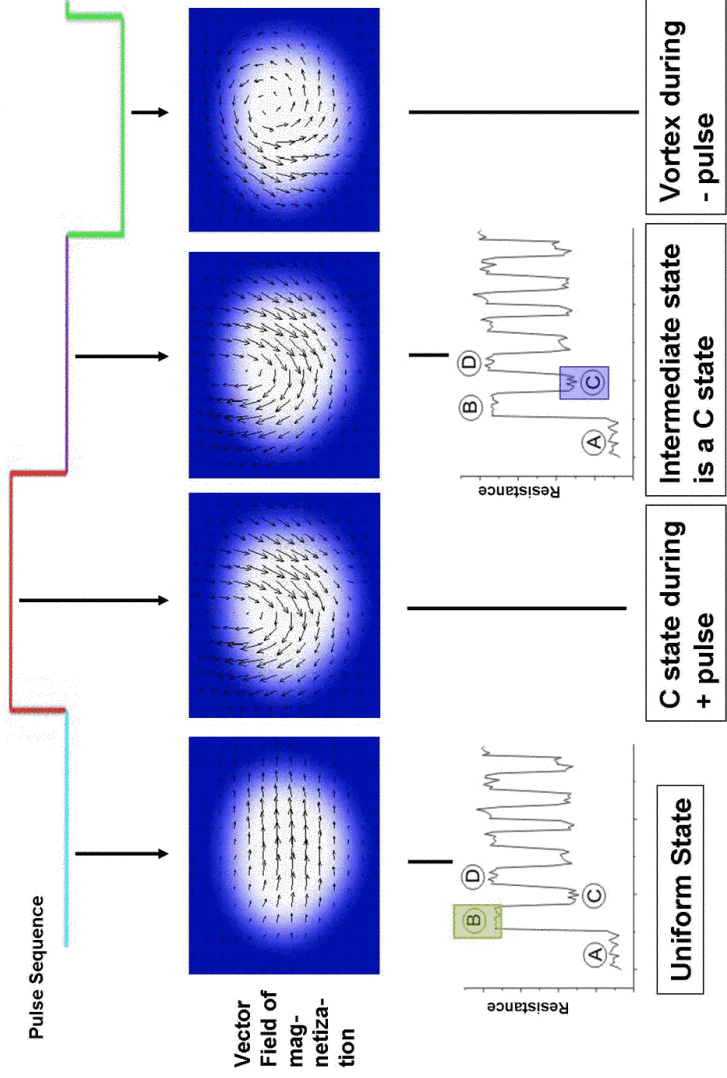 Pulse Sequence
Vector
Field of
mag-
netiza-
tion
Resistance
A
B
C
D
Resistance
A
B
C
D
Uniform State
C state during
+ pulse
Intermediate state
is a C state
Vortex during
- pulse